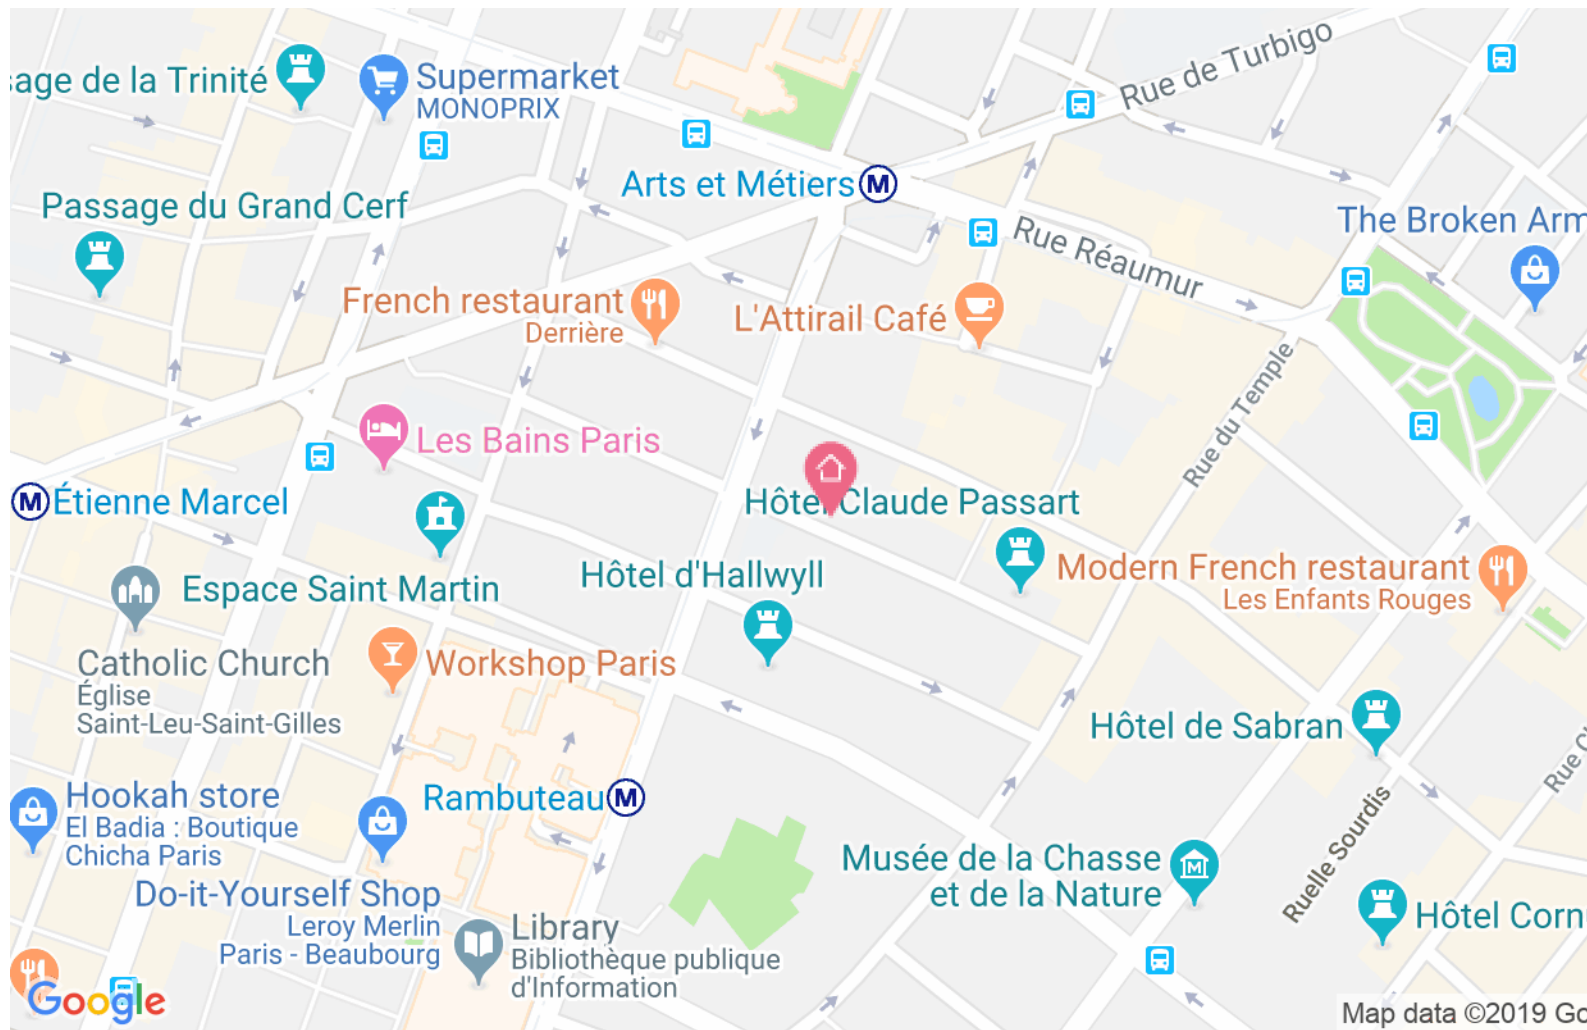 Rue de Turbigo
sage de la Trinité
Supermarket
MONOPRIX
Arts et Métiers
M
Passage du Grand Cerf
The Broken Arm
Rue Réaumur
French restaurant
Derrière
L'Attirail Café
Rue du Temple
Les Bains Paris
M
Étienne Marcel
Hôtel Claude Passart
Hôtel d'Hallwyll
Modern French restaurant
Les Enfants Rouges
Espace Saint Martin
Catholic Church
Église
Saint-Leu-Saint-Gilles
Workshop Paris
Hôtel de Sabran
Rue C
Hookah store
El Badia : Boutique
Chicha Paris
Rambuteau
M
Ruelle Sourdis
Musée de la Chasse
et de la Nature
M
Do-it-Yourself Shop
Leroy Merlin
Paris - Beaubourg
Library
Bibliothèque publique
d'Information
Hôtel Corn
Google
Map data ©2019 Go